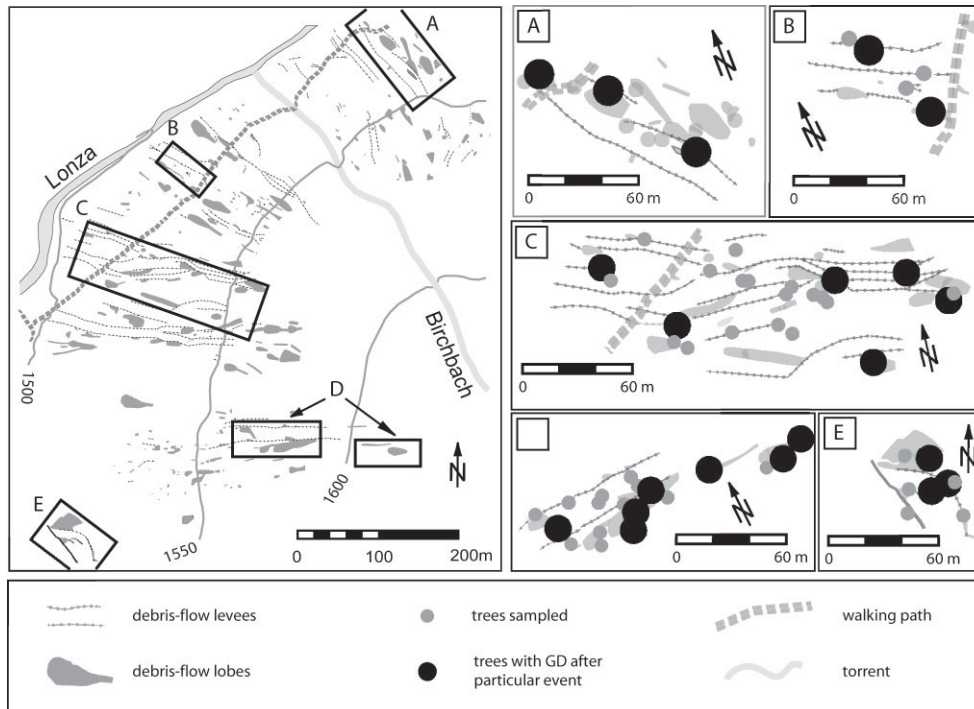 A
B
Lonza
C
Birchbach
1500
D
1600
N
E
1550
0
100
200m
A
N
0
60 m
B
N
0
60 m
C
N
0
60 m
N
0
60 m
E
N
0
60 m
debris-flow levees
trees sampled
walking path
debris-flow lobes
trees with GD after
particular event
torrent